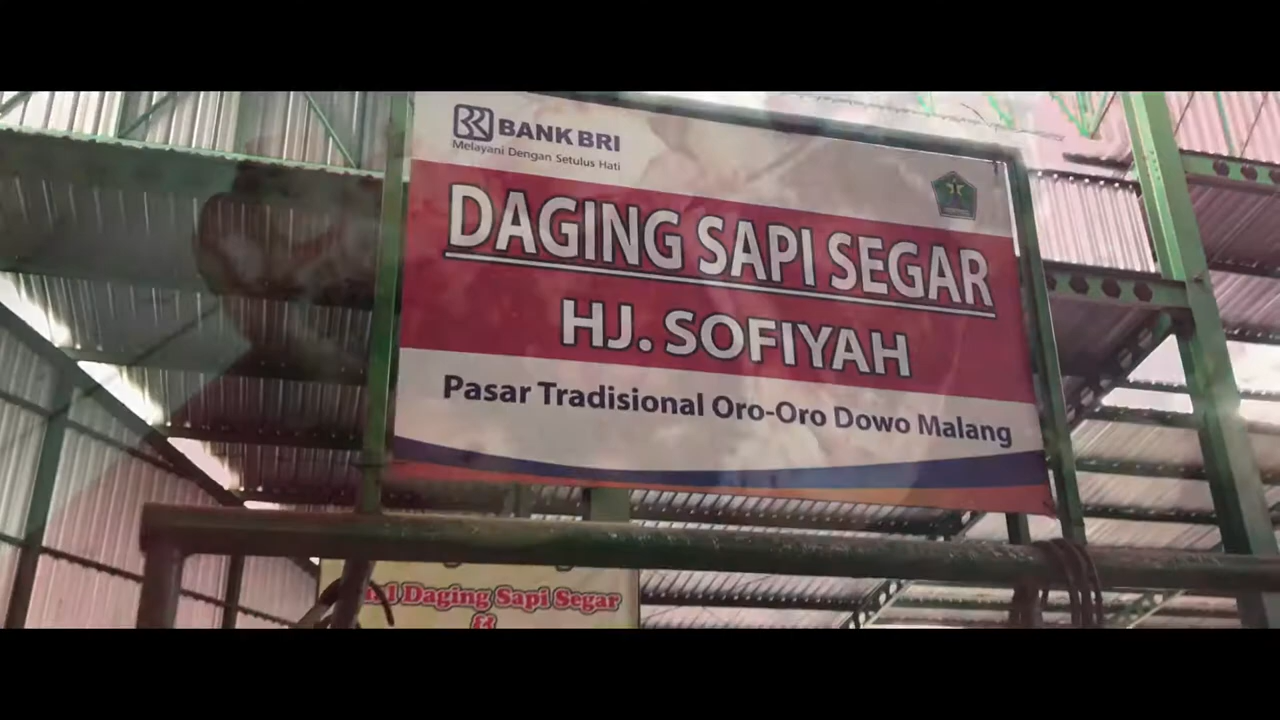 BANK BRI
Melayani Dengan Setulus Hati
DAGING SAPI SEGAR
HJ. SOFIYAH
Pasar Tradisional Oro-Oro Dowo Malang
Daging Sapi Segar
&